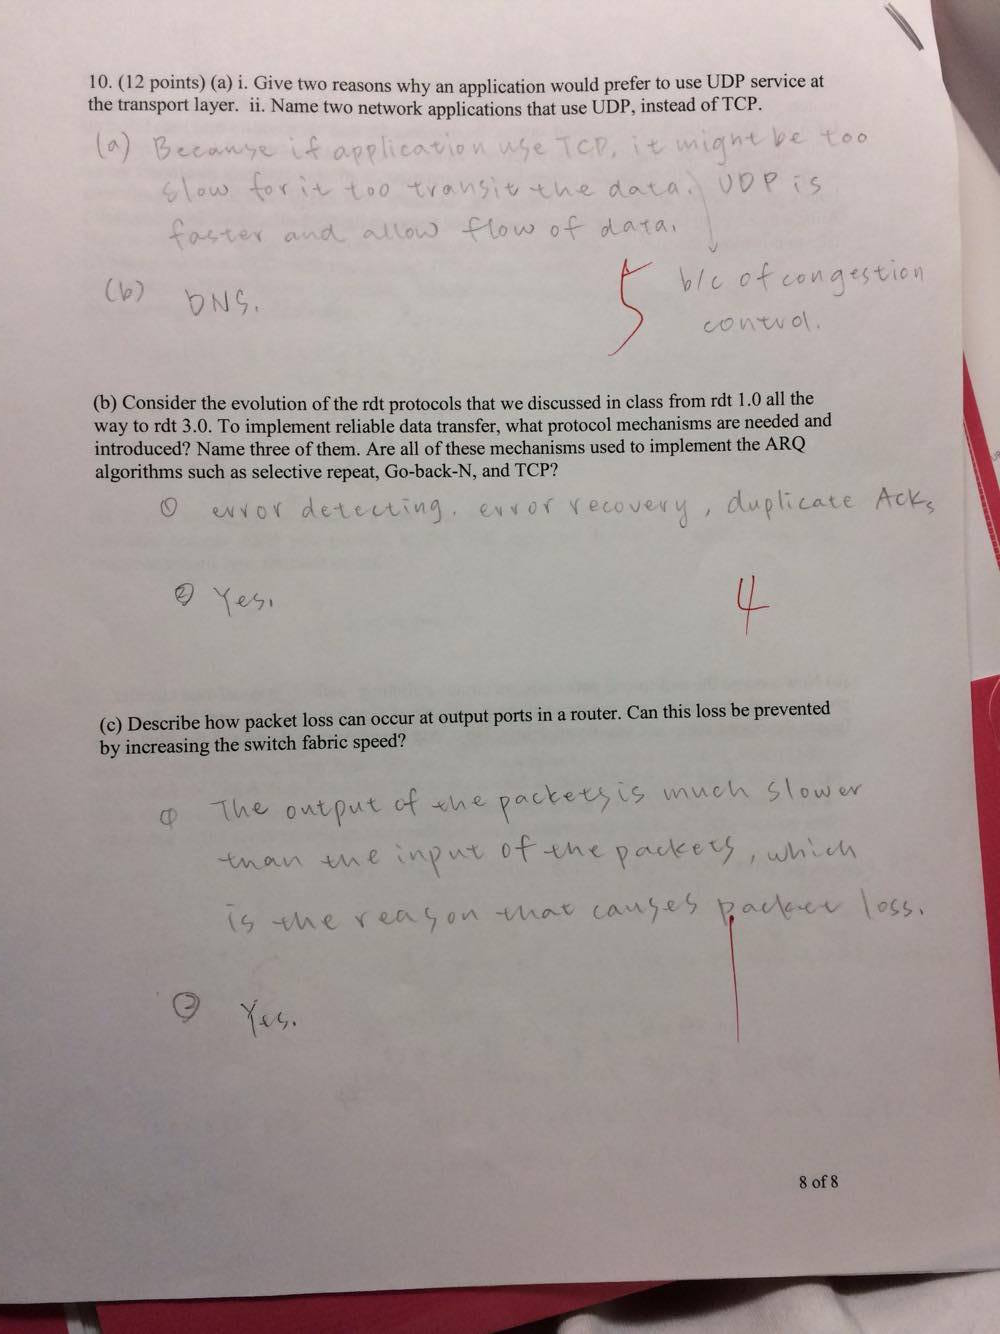 10. (12 points) (a) i. Give two reasons why an application would prefer to use UDP service at
the transport layer. ii. Name two network applications that use UDP, instead of TCP.
(a) Because if application use TCP, it might be too
slow for it too transit the data. UDP is
faster and allow flow of data.
b/c of congestion
control.
5
(b) DNS.
(b) Consider the evolution of the rdt protocols that we discussed in class from rdt 1.0 all the
way to rdt 3.0. To implement reliable data transfer, what protocol mechanisms are needed and
introduced? Name three of them. Are all of these mechanisms used to implement the ARQ
algorithms such as selective repeat, Go-back-N, and TCP?
① error detecting, error recovery, duplicate Acks
② Yes.
4
(c) Describe how packet loss can occur at output ports in a router. Can this loss be prevented
by increasing the switch fabric speed?
① The output of the packets is much slower
than the input of the packets, which
is the reason that causes packet loss.
1
② Yes.
8 of 8